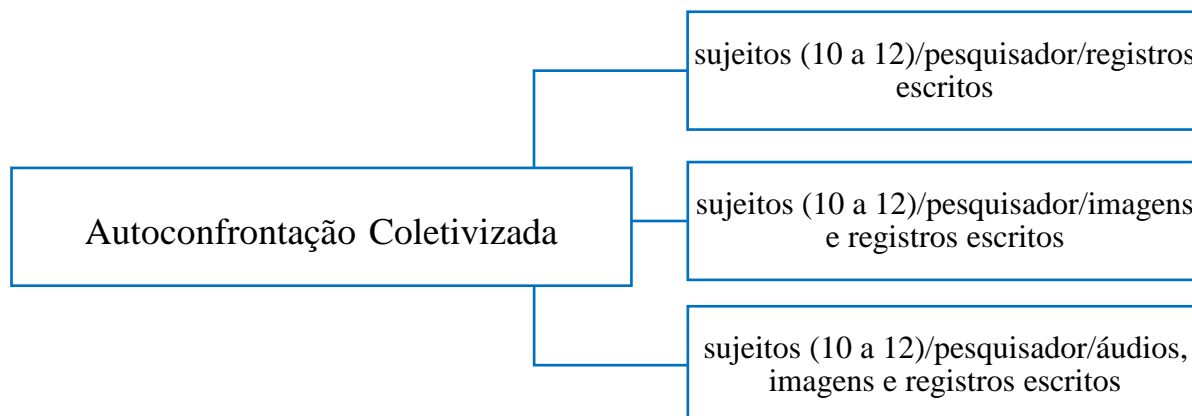 sujeitos (10 a 12)/pesquisador/registros
escritos
Autoconfrontação Coletivizada
sujeitos (10 a 12)/pesquisador/imagens
e registros escritos
sujeitos (10 a 12)/pesquisador/áudios,
imagens e registros escritos